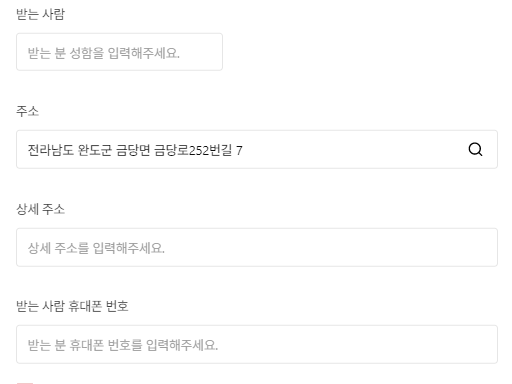 받는 사람
받는 분 성함을 입력해주세요.
주소
전라남도 완도군 금당면 금당로252번길 7
상세 주소
상세 주소를 입력해주세요.
받는 사람 휴대폰 번호
받는 분 휴대폰 번호를 입력해주세요.